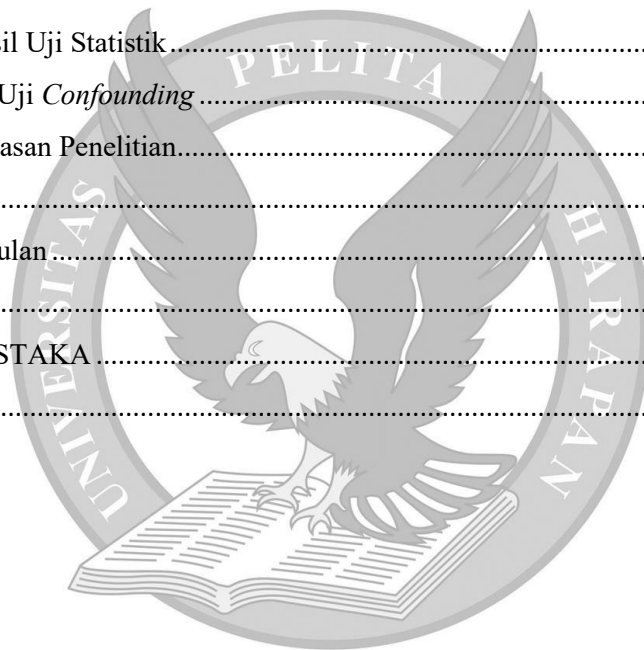 il Uji Statistik ................................................................
Uji Confounding ................................................................
asan Penelitian................................................................
................................................................
ulan ................................................................
................................................................
STAKA ................................................................
................................................................
UNIVERSITAS PELITA HARAPAN